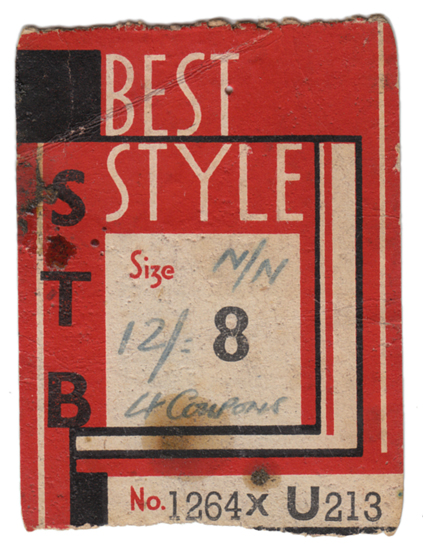 BEST
STYLE
S
T
B
Size
N/N
12/=
8
4 COUPONS
No. 1264x U213